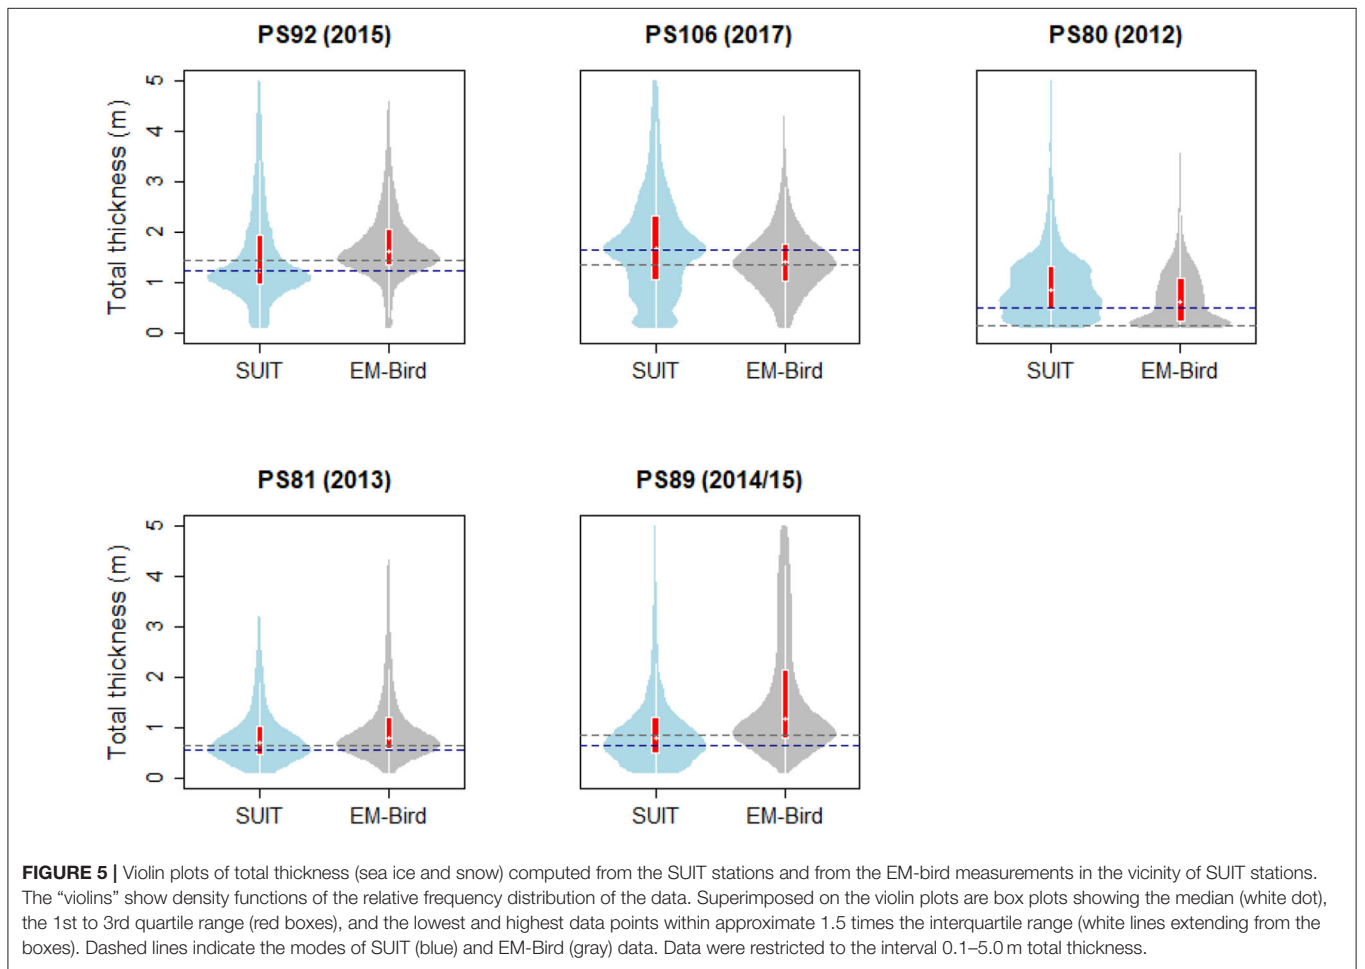 PS92 (2015)
PS106 (2017)
PS80 (2012)
Total thickness (m)
5
4
3
2
1
0
SUIT
EM-Bird
SUIT
EM-Bird
SUIT
EM-Bird
PS81 (2013)
PS89 (2014/15)
Total thickness (m)
5
4
3
2
1
0
SUIT
EM-Bird
SUIT
EM-Bird
FIGURE 5 | Violin plots of total thickness (sea ice and snow) computed from the SUIT stations and from the EM-bird measurements in the vicinity of SUIT stations.
The “violins” show density functions of the relative frequency distribution of the data. Superimposed on the violin plots are box plots showing the median (white dot),
the 1st to 3rd quartile range (red boxes), and the lowest and highest data points within approximate 1.5 times the interquartile range (white lines extending from the
boxes). Dashed lines indicate the modes of SUIT (blue) and EM-Bird (gray) data. Data were restricted to the interval 0.1–5.0 m total thickness.